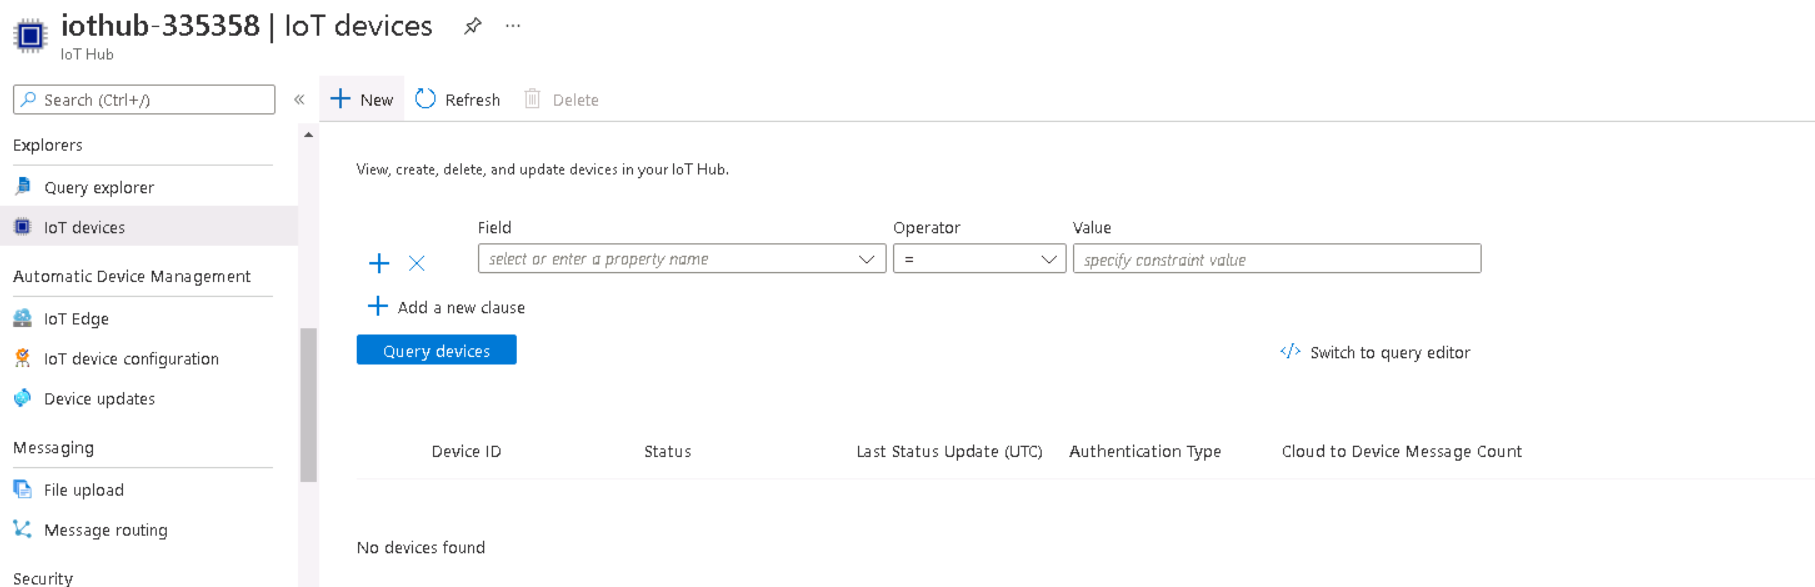 iothub-335358 | IoT devices
IoT Hub
Search (Ctrl+/)
Explorers
Query explorer
IoT devices
Automatic Device Management
IoT Edge
IoT device configuration
Device updates
Messaging
File upload
Message routing
Security
New Refresh Delete
View, create, delete, and update devices in your IoT Hub.
Field Operator Value
select or enter a property name = specify constraint value
Add a new clause
Query devices
</> Switch to query editor
Device ID Status Last Status Update (UTC) Authentication Type Cloud to Device Message Count
No devices found